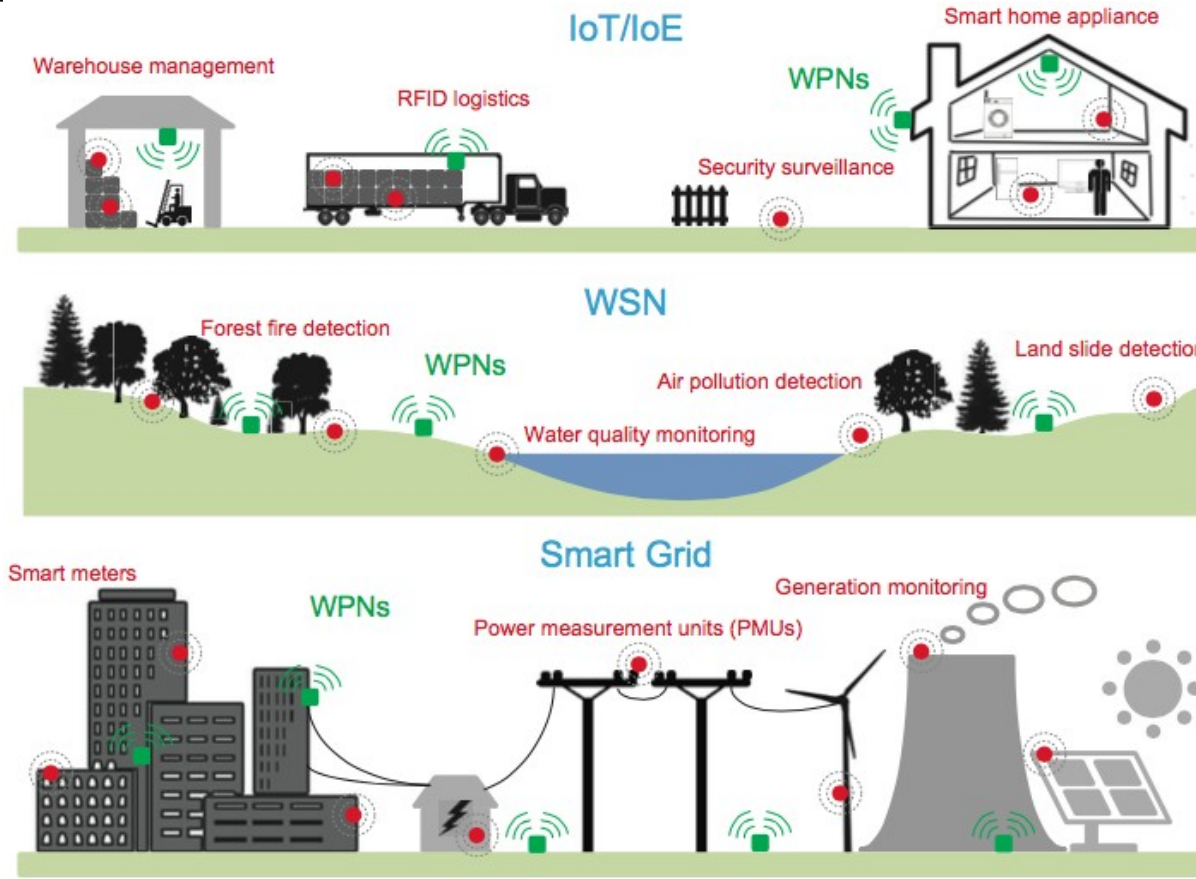 IoT/IoE
Smart home appliance
Warehouse management
WPNs
RFID logistics
Security surveillance
WSN
Forest fire detection
WPNs
Land slide detection
Air pollution detection
Water quality monitoring
Smart Grid
Smart meters
WPNs
Generation monitoring
Power measurement units (PMUs)